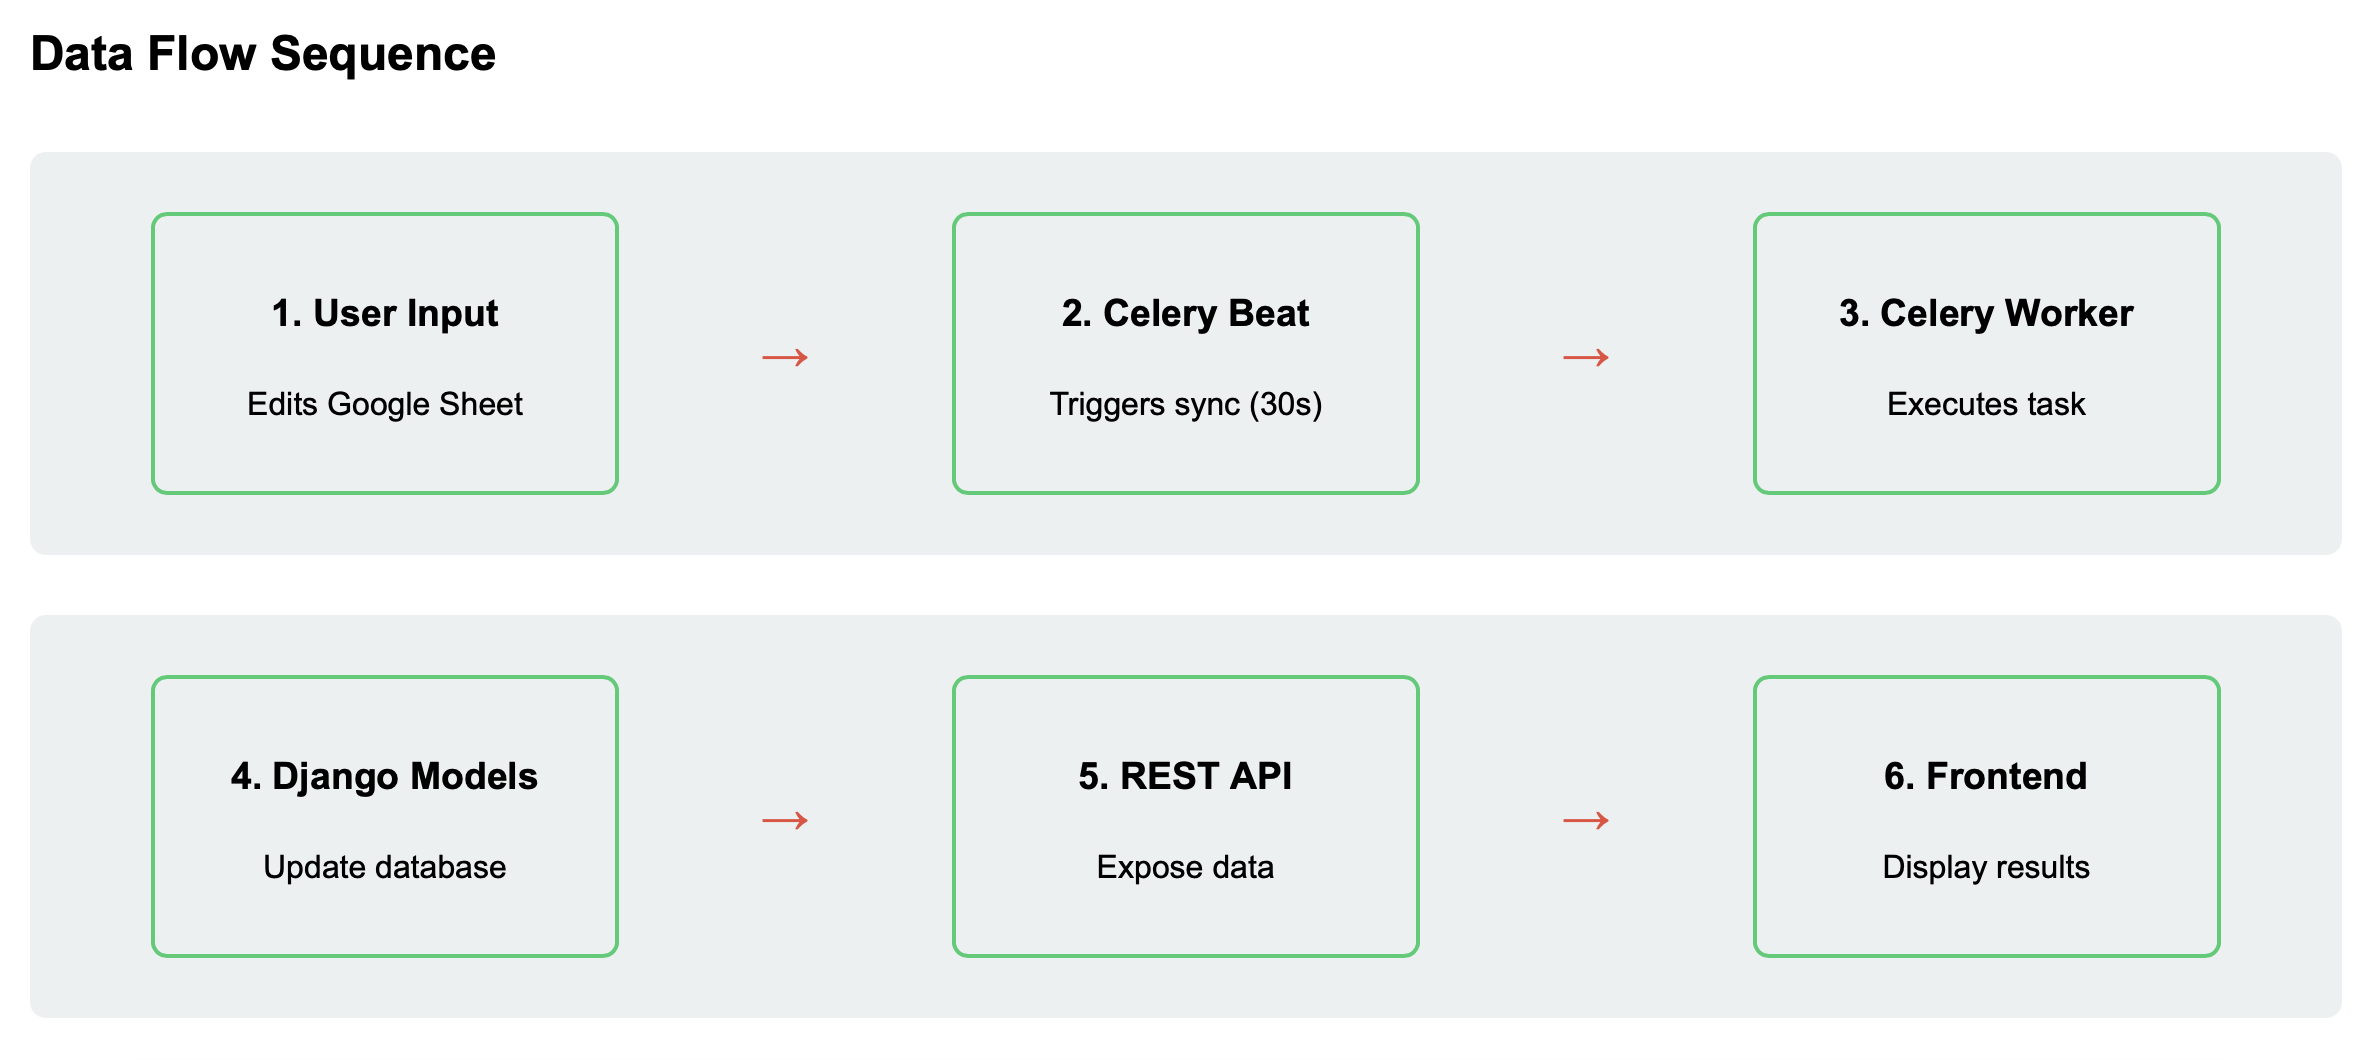 Data Flow Sequence
1. User Input
Edits Google Sheet
→
2. Celery Beat
Triggers sync (30s)
→
3. Celery Worker
Executes task
4. Django Models
Update database
→
5. REST API
Expose data
→
6. Frontend
Display results